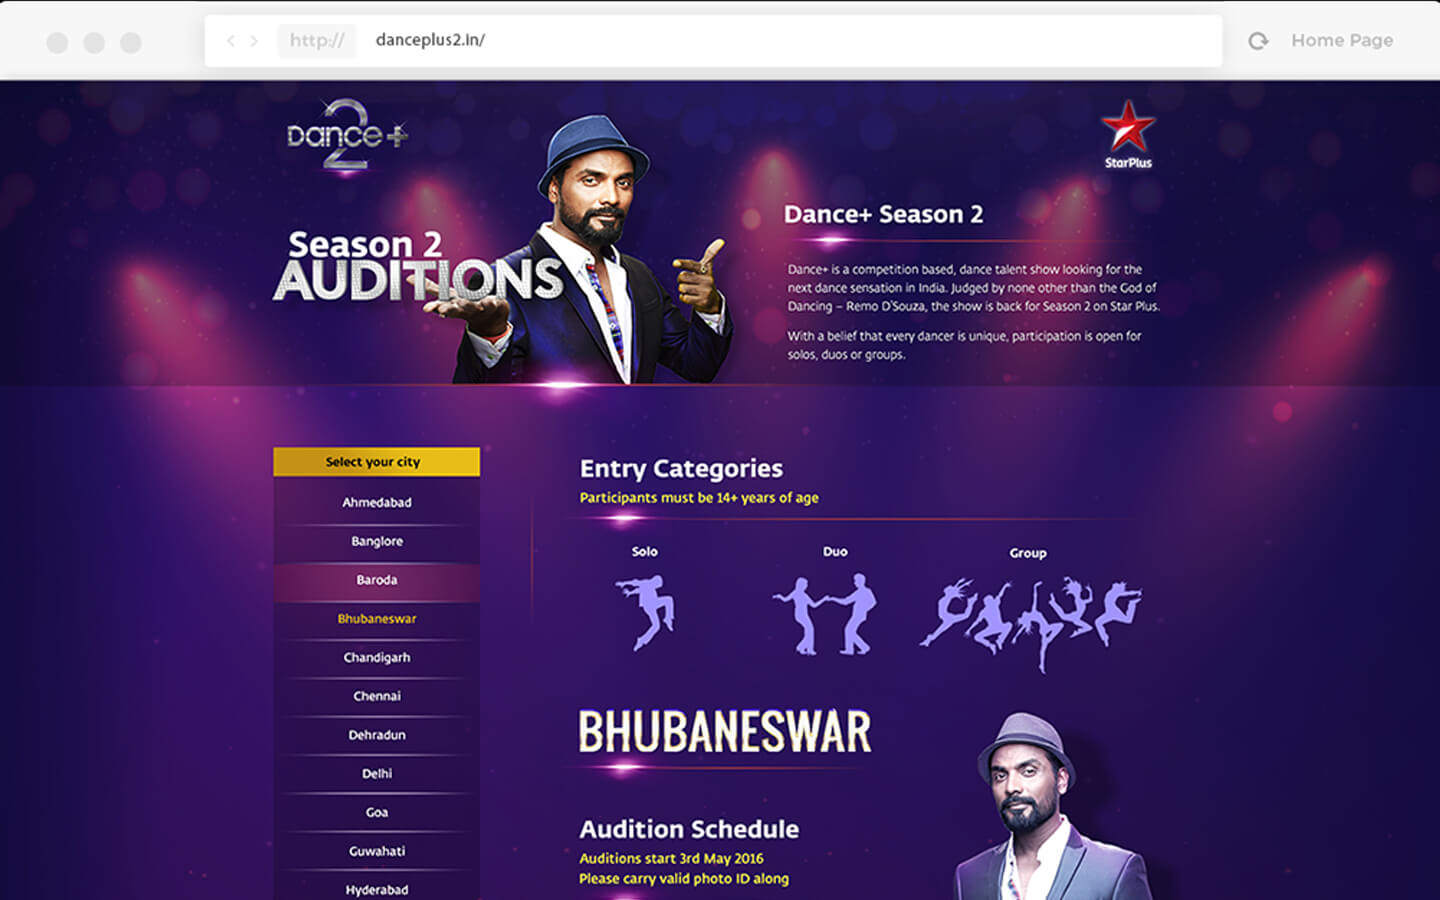 http://
danceplus2.in/
Home Page
2
Dance+
StarPlus
Season 2
AUDITIONS
Dance+ Season 2
Dance+ is a competition based, dance talent show looking for the
next dance sensation in India. Judged by none other than the God of
Dancing – Remo D'Souza, the show is back for Season 2 on Star Plus.
With a belief that every dancer is unique, participation is open for
solos, duos or groups.
Select your city
Ahmedabad
Banglore
Baroda
Bhubaneswar
Chandigarh
Chennai
Dehradun
Delhi
Goa
Guwahati
Hyderabad
Entry Categories
Participants must be 14+ years of age
Solo
Duo
Group
BHUBANESWAR
Audition Schedule
Auditions start 3rd May 2016
Please carry valid photo ID along